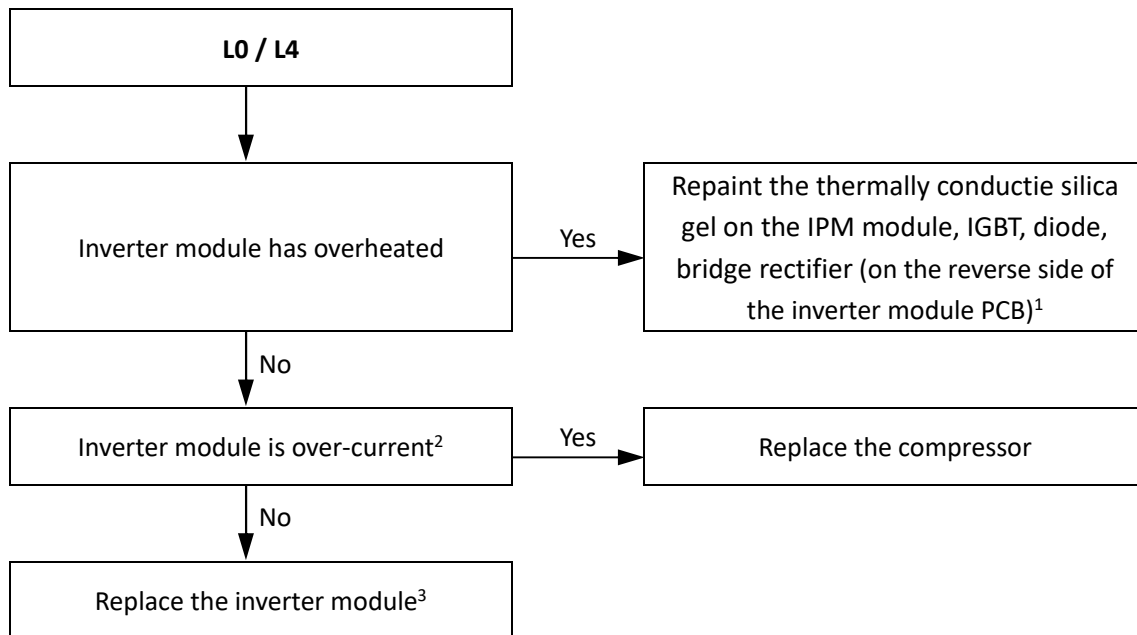 L0 / L4
Inverter module has overheated
Yes
Repaint the thermally conductie silica
gel on the IPM module, IGBT, diode,
bridge rectifier (on the reverse side of
the inverter module PCB)1
No
Inverter module is over-current2
Yes
Replace the compressor
No
Replace the inverter module3